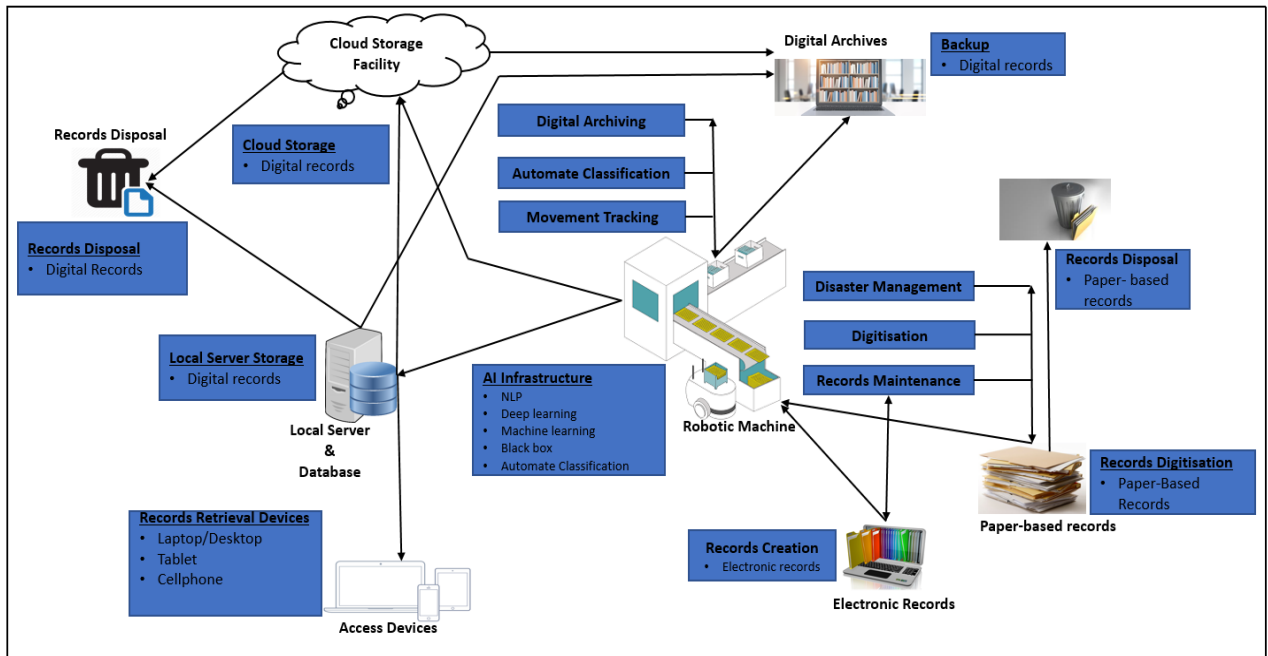 Cloud Storage
Facility
Digital Archives
Backup
• Digital records
Records Disposal
Cloud Storage
• Digital records
Digital Archiving
Automate Classification
Movement Tracking
Records Disposal
• Digital Records
Records Disposal
• Paper- based
records
Disaster Management
Digitisation
Records Maintenance
Local Server Storage
• Digital records
Local Server
&
Database
AI Infrastructure
• NLP
• Deep learning
• Machine learning
• Black box
• Automate Classification
Robotic Machine
Records Digitisation
• Paper-Based
Records
Paper-based records
Records Retrieval Devices
• Laptop/Desktop
• Tablet
• Cellphone
Access Devices
Records Creation
• Electronic records
Electronic Records